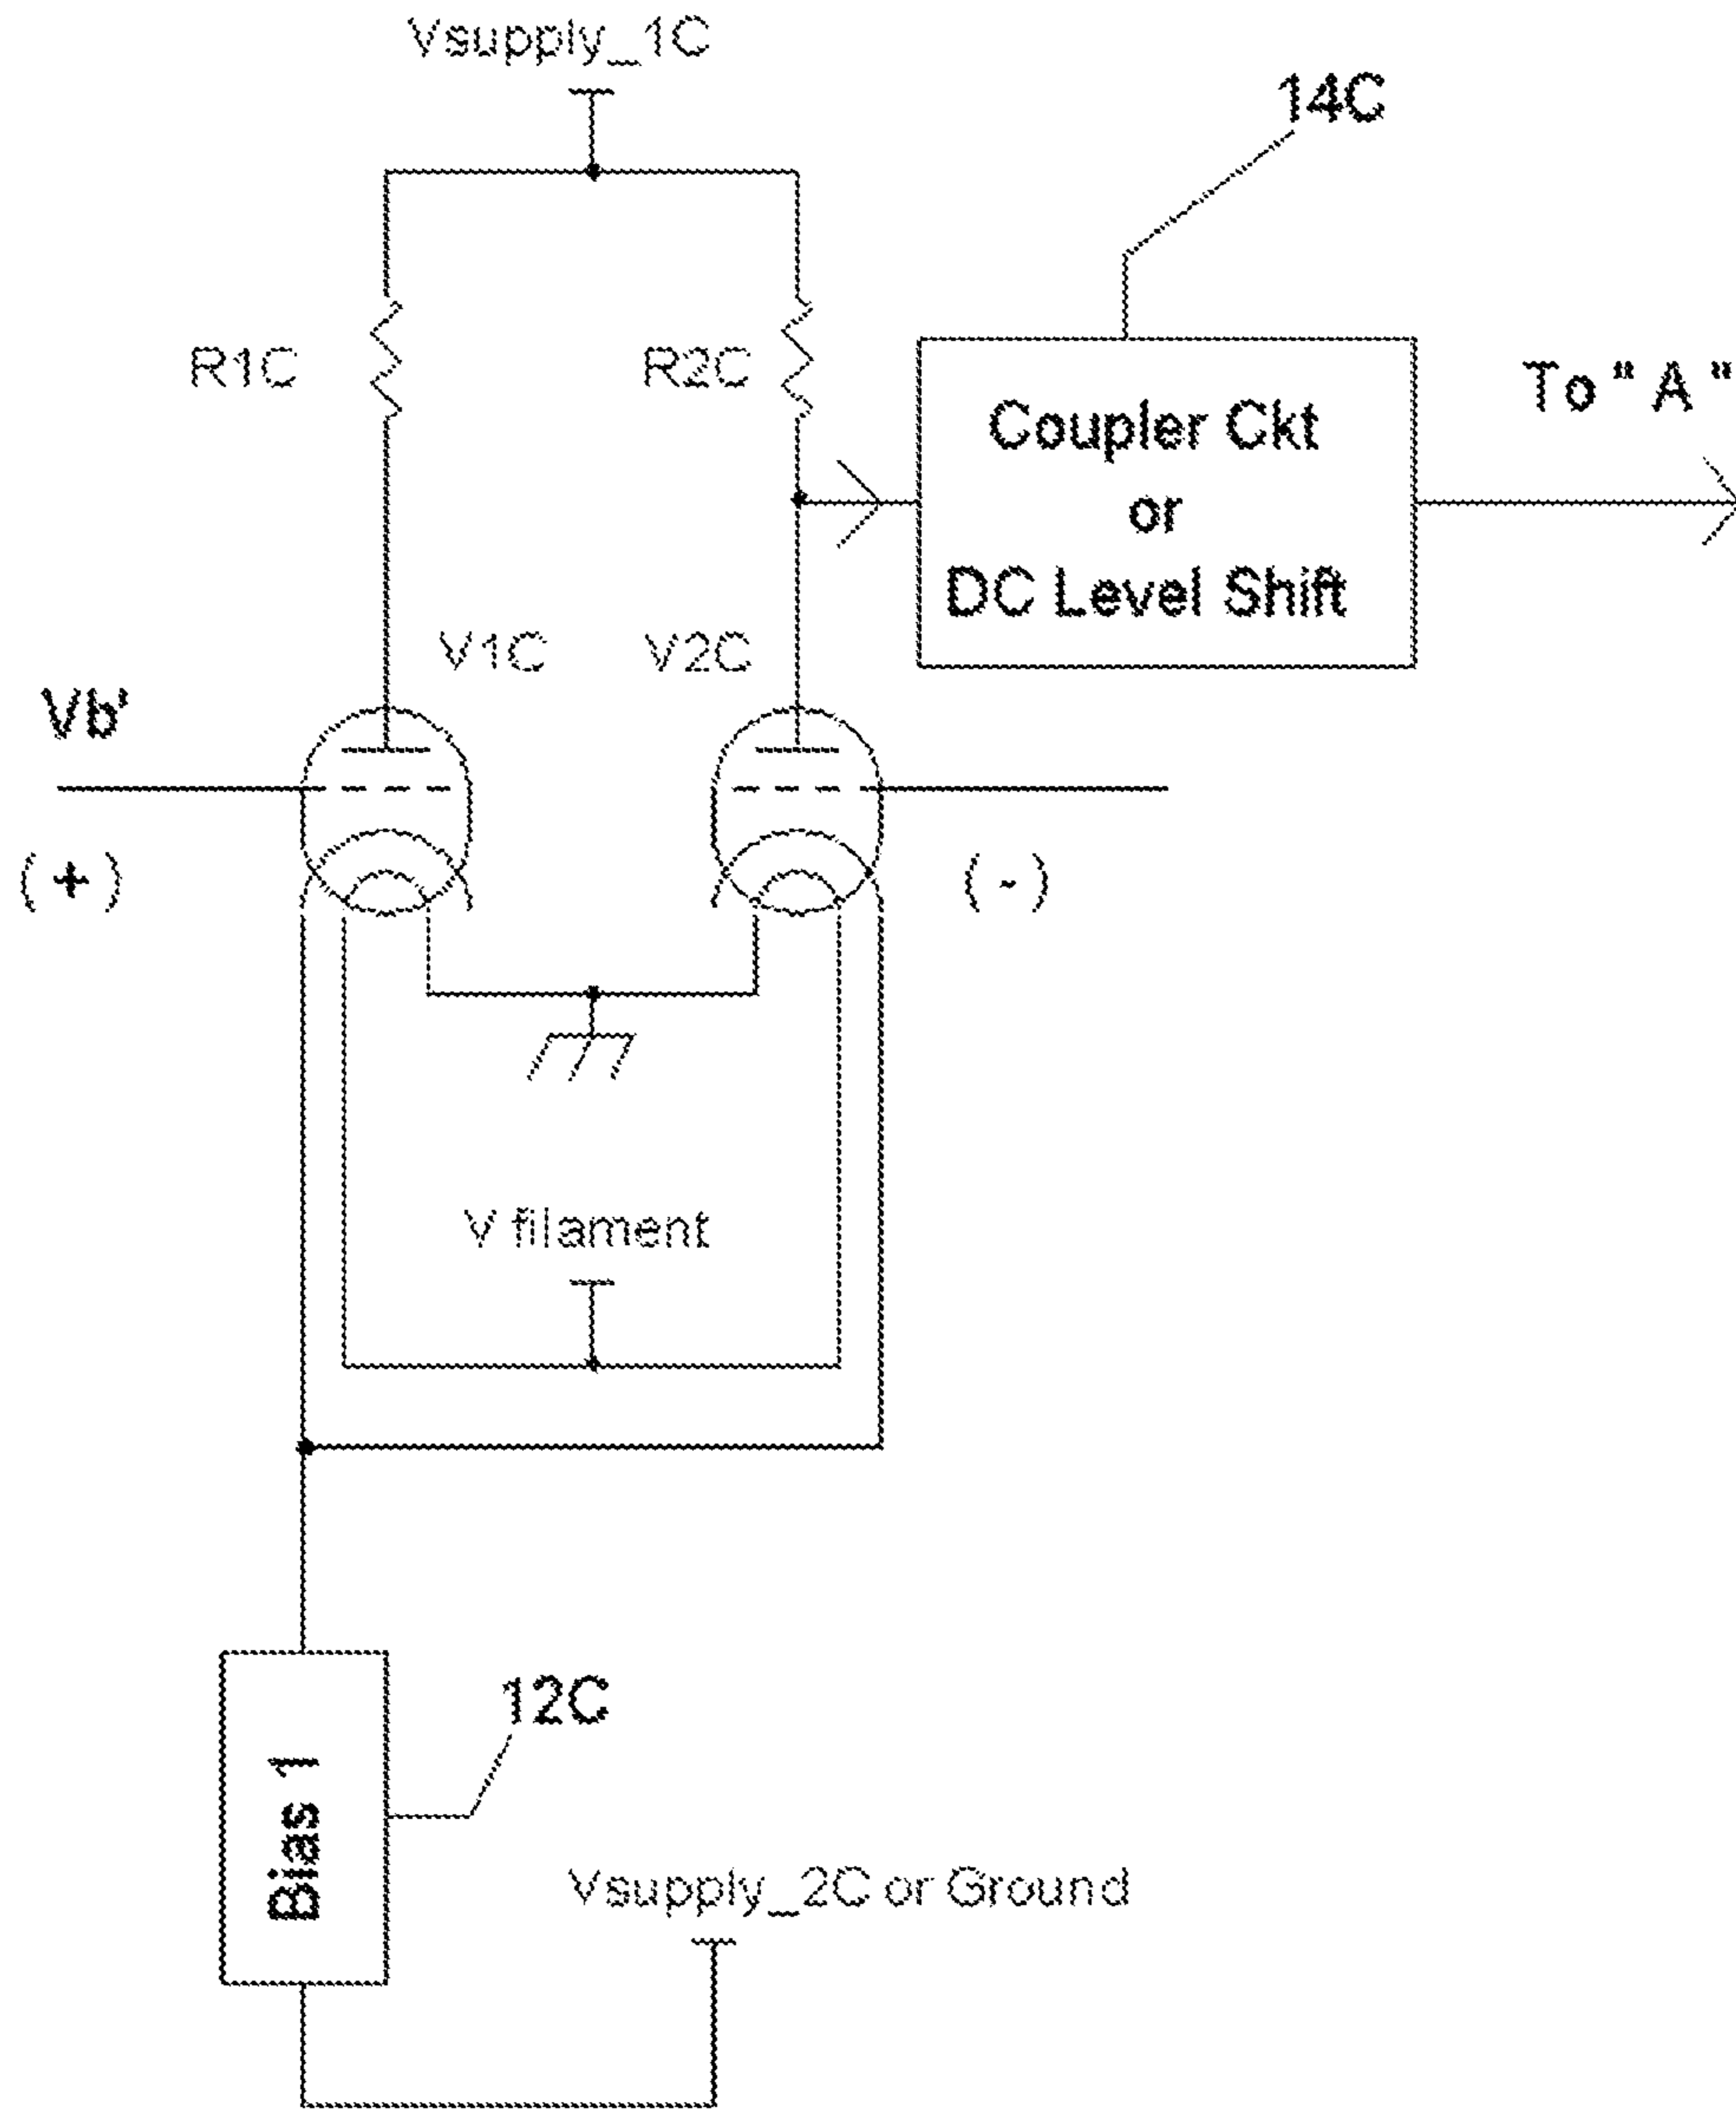 Vsupply_1C
14C
R1C
R2C
Coupler Ckt
or
DC Level Shift
To " A "
V1C
V2C
Vb'
( + )
( - )
V filament
12C
Bias 1
Vsupply_2C or Ground